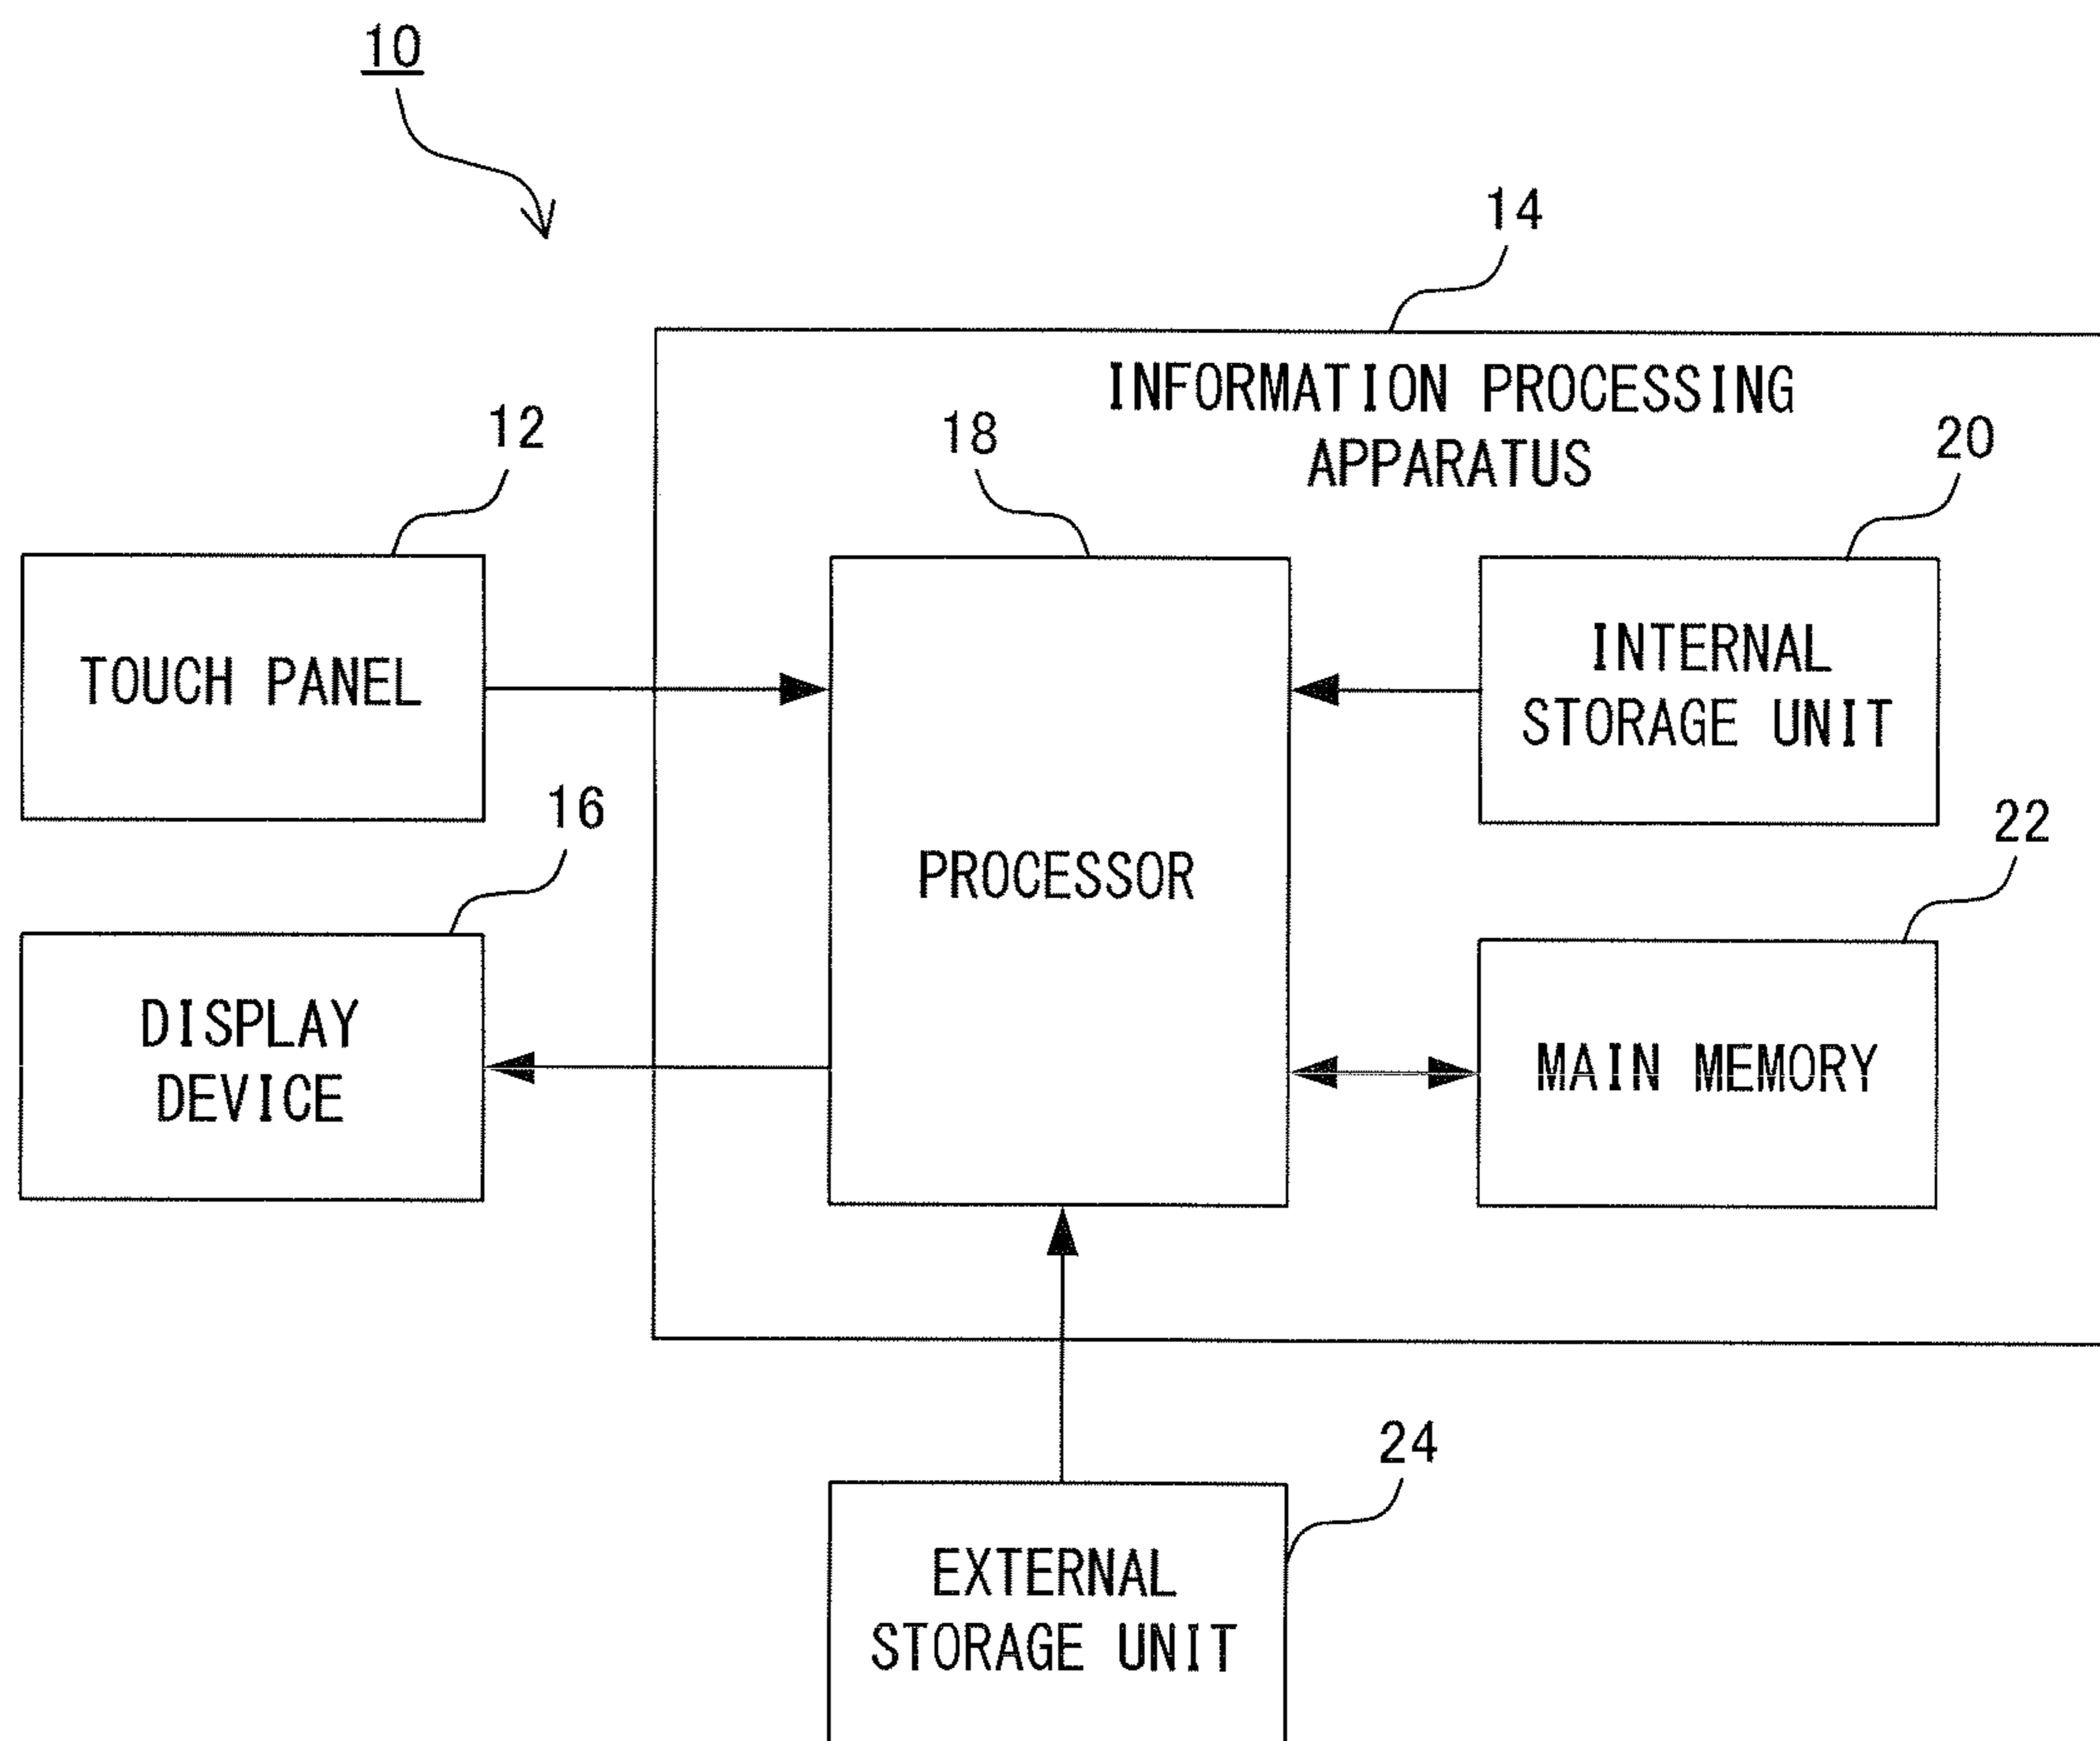 10
14
INFORMATION PROCESSING
APPARATUS
12
18
20
TOUCH PANEL
INTERNAL
STORAGE UNIT
16
22
PROCESSOR
DISPLAY
DEVICE
MAIN MEMORY
24
EXTERNAL
STORAGE UNIT